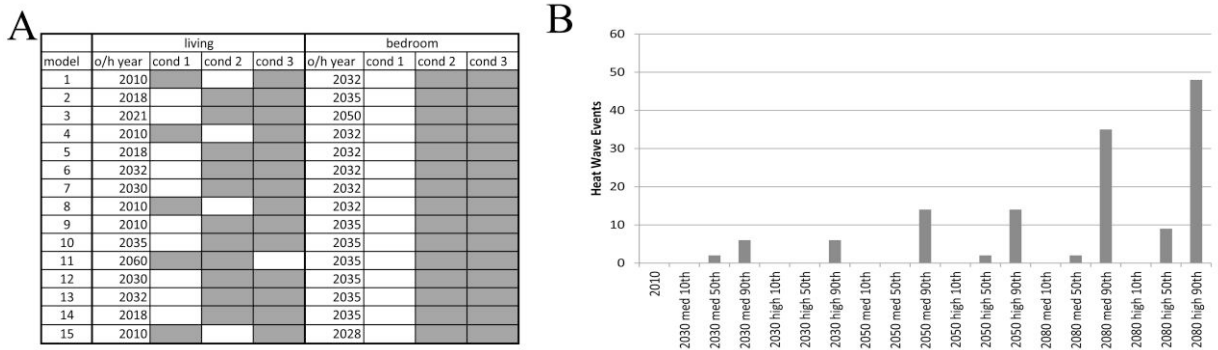 A
living bedroom
model o/h year cond 1 cond 2 cond 3 o/h year cond 1 cond 2 cond 3
1 2010 2032
2 2018 2035
3 2021 2050
4 2010 2032
5 2018 2032
6 2032 2032
7 2030 2032
8 2010 2032
9 2010 2035
10 2035 2035
11 2060 2035
12 2030 2035
13 2032 2035
14 2018 2035
15 2010 2028
B
Heat Wave Events
60
50
40
30
20
10
0
2010
2030 med 10th
2030 med 50th
2030 med 90th
2030 high 10th
2030 high 50th
2030 high 90th
2050 med 10th
2050 med 50th
2050 med 90th
2050 high 10th
2050 high 50th
2050 high 90th
2080 med 10th
2080 med 50th
2080 med 90th
2080 high 10th
2080 high 50th
2080 high 90th